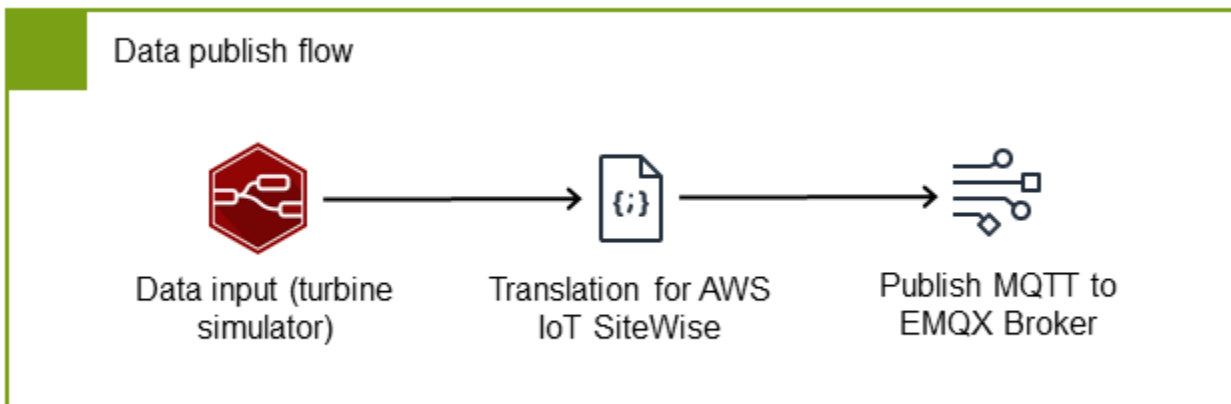 Data publish flow
{;}
Data input (turbine
simulator)
Translation for AWS
IoT SiteWise
Publish MQTT to
EMQX Broker